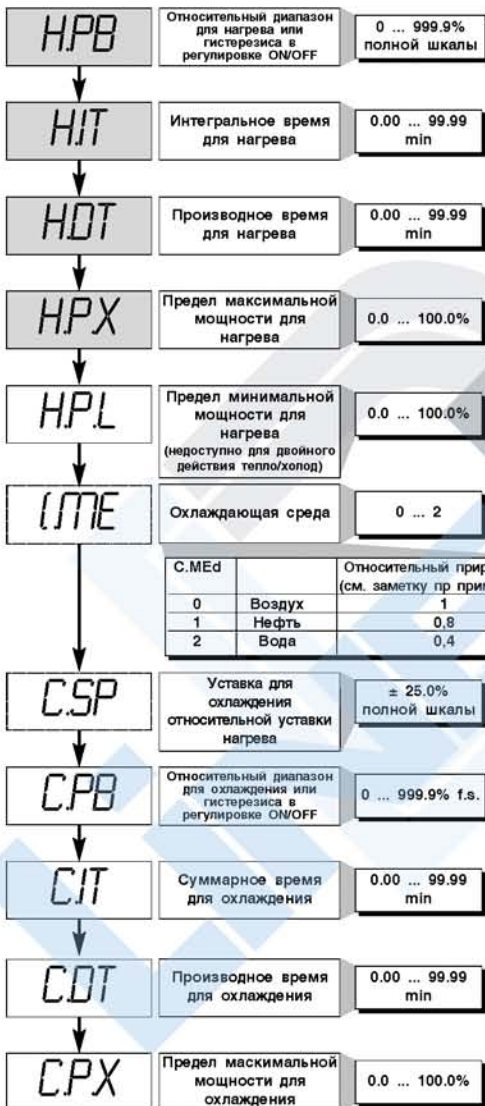 H.PB
Относительный диапазон
для нагрева или
гистерезиса в
регулировке ON/OFF
0 ... 999.9%
полной шкалы
H.IT
Интегральное время
для нагрева
0.00 ... 99.99
min
H.DT
Производное время
для нагрева
0.00 ... 99.99
min
H.P.X
Предел максимальной
мощности для
нагрева
0.0 ... 100.0%
H.P.L
Предел минимальной
мощности для
нагрева
(недоступно для двойного
действия тепло/холод)
0.0 ... 100.0%
C.ME
Охлаждающая среда
0 ... 2
C.MEd Относительный прир
(см. заметку пр прим
0 Воздух 1
1 Нефть 0,8
2 Вода 0,4
C.SP
Уставка для
охлаждения
относительной уставки
нагрева
± 25.0%
полной шкалы
C.PB
Относительный диапазон
для охлаждения или
гистерезиса в
регулировке ON/OFF
0 ... 999.9% f.s.
C.IT
Суммарное время
для охлаждения
0.00 ... 99.99
min
C.DT
Производное время
для охлаждения
0.00 ... 99.99
min
C.P.X
Предел маскимальной
мощности для
охлаждения
0.0 ... 100.0%